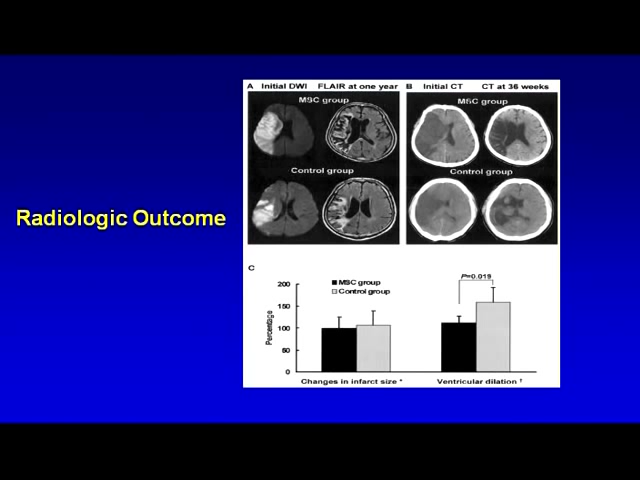 Radiologic Outcome
A Initial DWI FLAIR at one year
MSC group
Control group
B Initial CT CT at 36 weeks
MSC group
Control group
C
P=0.019
MSC group
Control group
200
150
100
50
0
Percentage
Changes in infarct size *
Ventricular dilation †